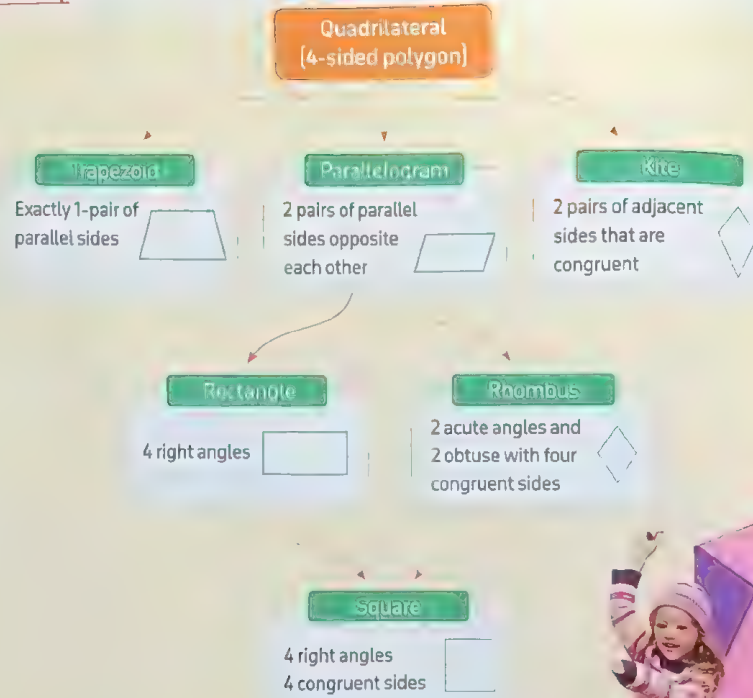 Quadrilateral
(4-sided polygon)
Trapezoid
Exactly 1-pair of
parallel sides
Parallelogram
2 pairs of parallel
sides opposite
each other
Kite
2 pairs of adjacent
sides that are
congruent
Rectangle
4 right angles
Rhombus
2 acute angles and
2 obtuse with four
congruent sides
Square
4 right angles
4 congruent sides